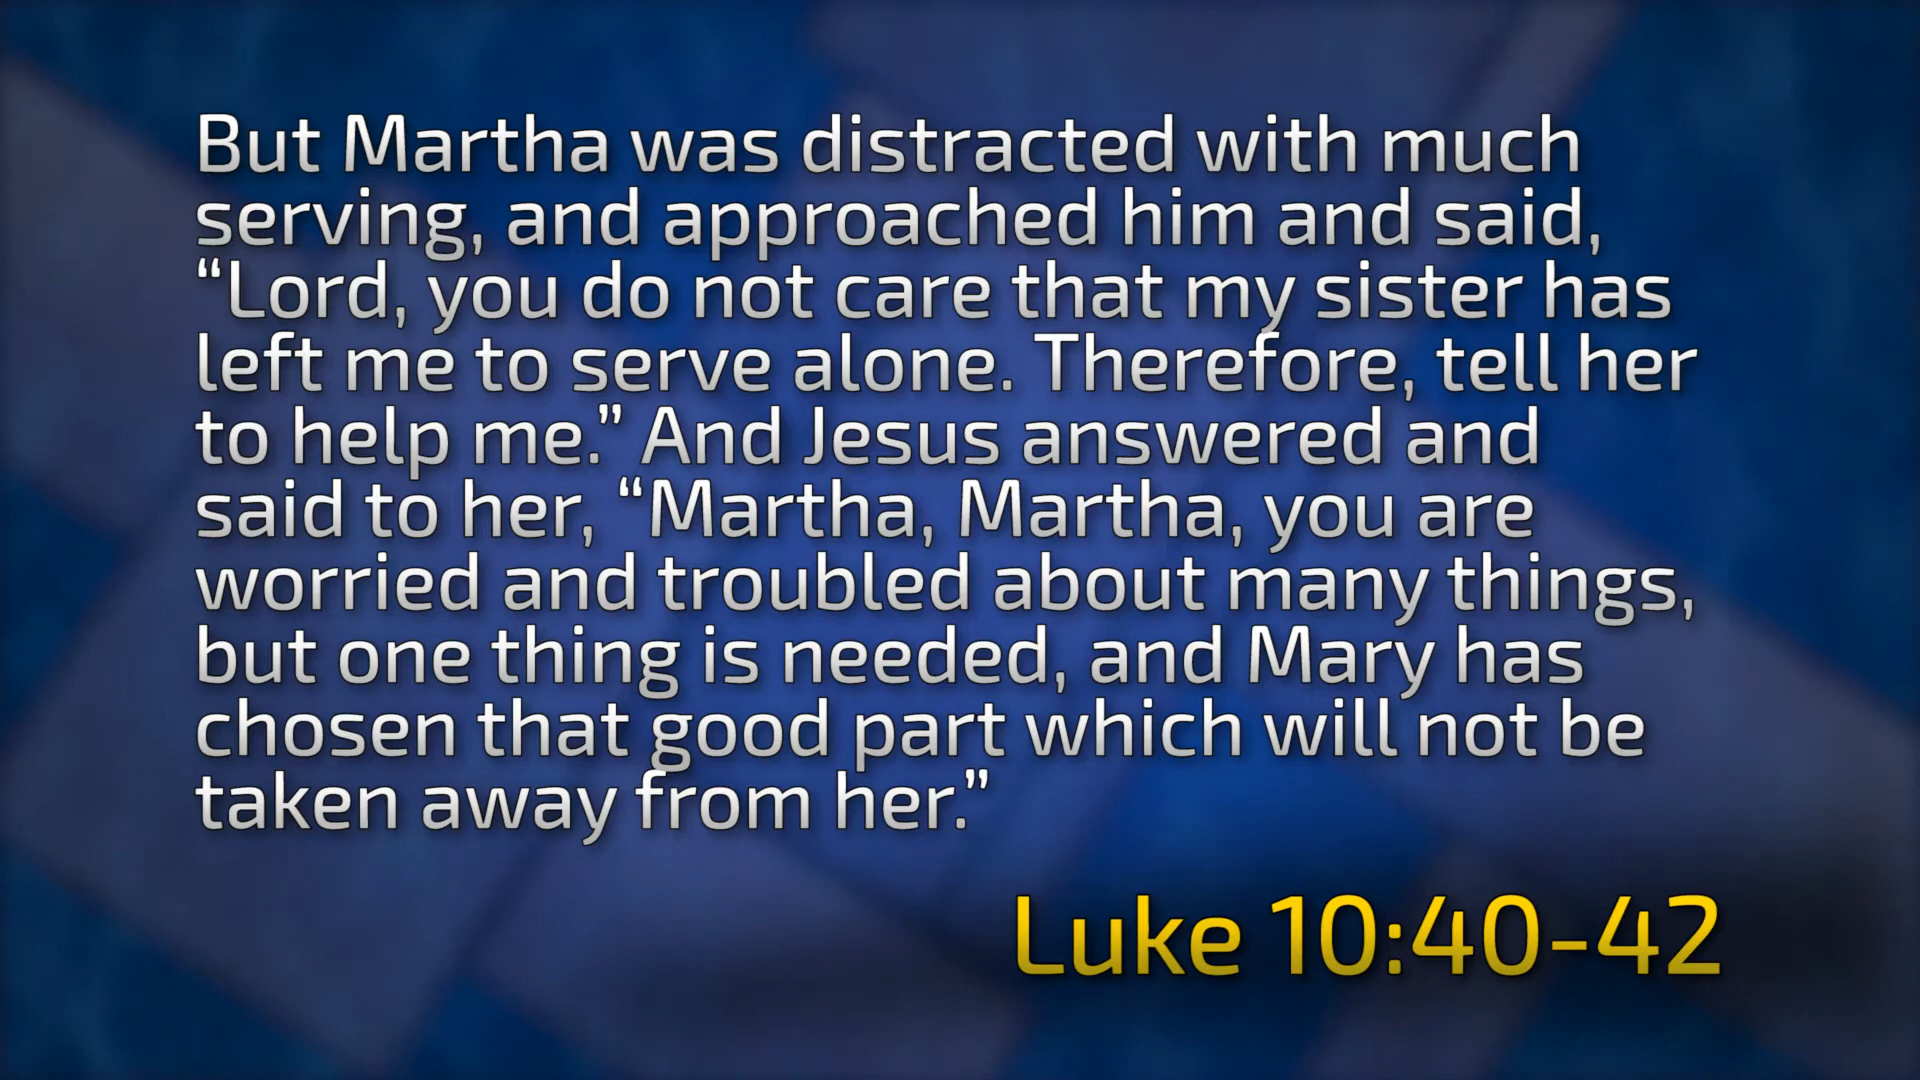 But Martha was distracted with much
serving, and approached him and said,
“Lord, you do not care that my sister has
left me to serve alone. Therefore, tell her
to help me.” And Jesus answered and
said to her, “Martha, Martha, you are
worried and troubled about many things,
but one thing is needed, and Mary has
chosen that good part which will not be
taken away from her.”
Luke 10:40-42